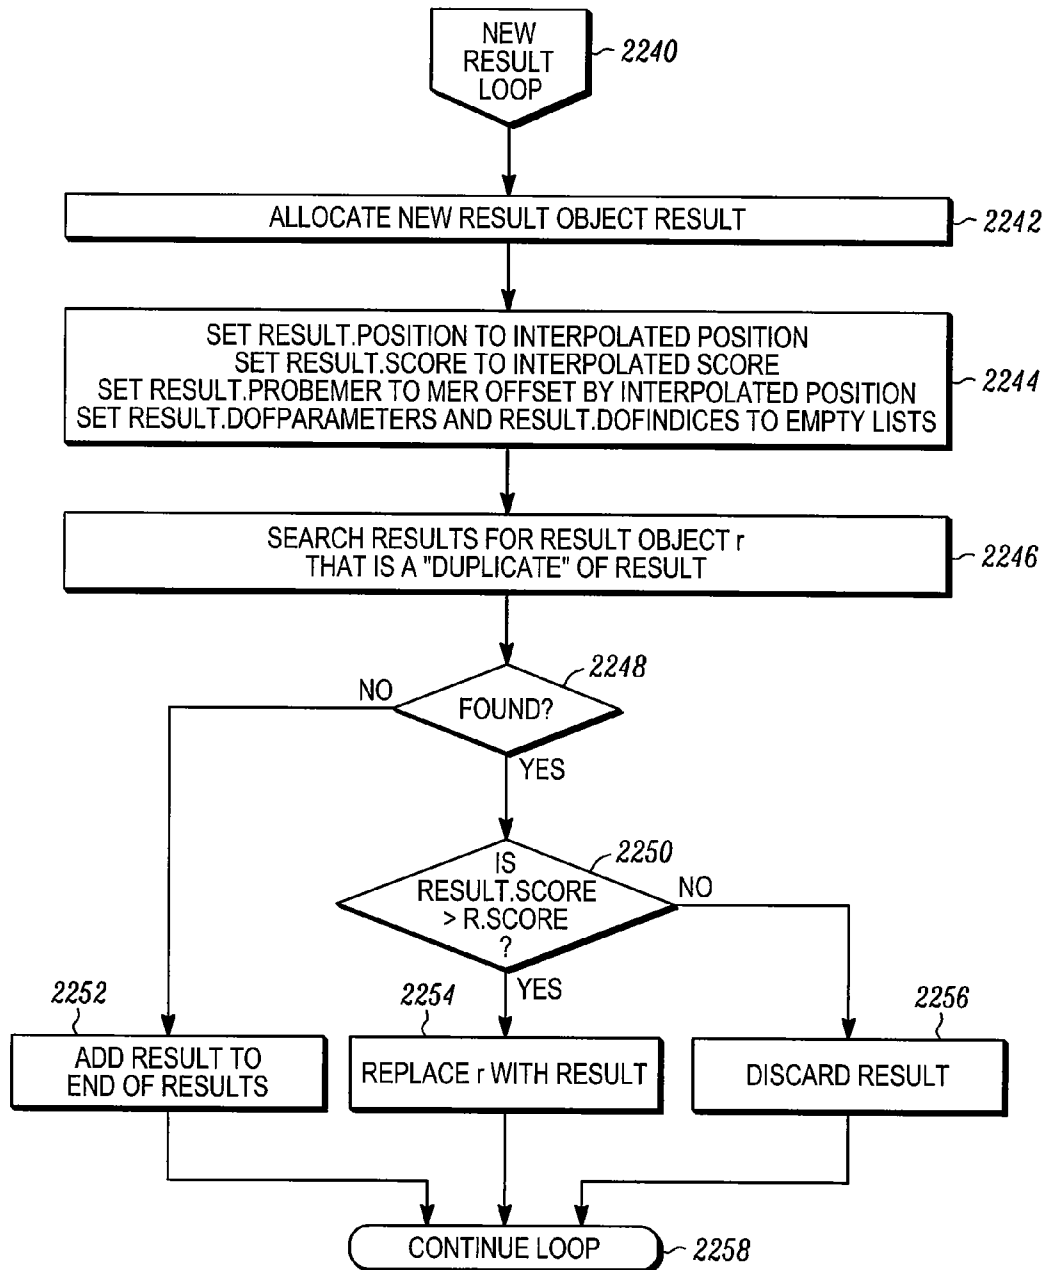 NEW
RESULT
LOOP
2240
ALLOCATE NEW RESULT OBJECT RESULT
2242
SET RESULT.POSITION TO INTERPOLATED POSITION
SET RESULT.SCORE TO INTERPOLATED SCORE
SET RESULT.PROBEMER TO MER OFFSET BY INTERPOLATED POSITION
SET RESULT.DOFPARAMETERS AND RESULT.DOFINDICES TO EMPTY LISTS
2244
SEARCH RESULTS FOR RESULT OBJECT r
THAT IS A "DUPLICATE" OF RESULT
2246
2248
NO
FOUND?
YES
2250
IS
RESULT.SCORE
> R.SCORE
?
NO
YES
2252
ADD RESULT TO
END OF RESULTS
2254
REPLACE r WITH RESULT
2256
DISCARD RESULT
CONTINUE LOOP
2258